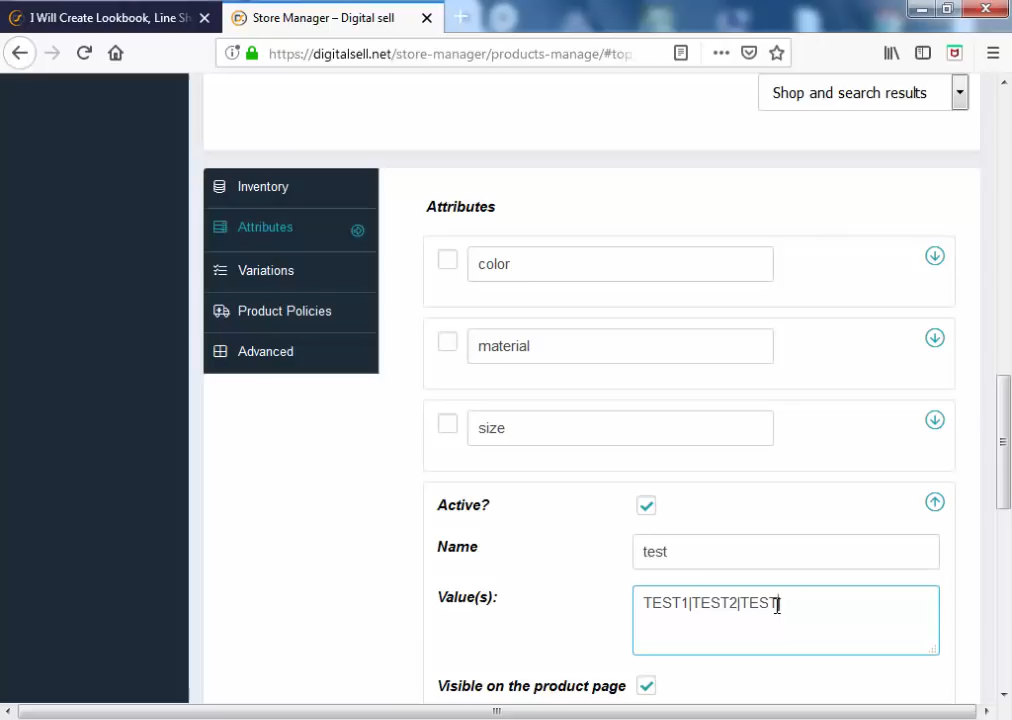 I Will Create Lookbook, Line Sh
Store Manager – Digital sell
https://digitalsell.net/store-manager/products-manage/#top
Shop and search results
Inventory
Attributes
Variations
Product Policies
Advanced
Attributes
color
material
size
Active?
Name
test
Value(s):
TEST1|TEST2|TEST
Visible on the product page